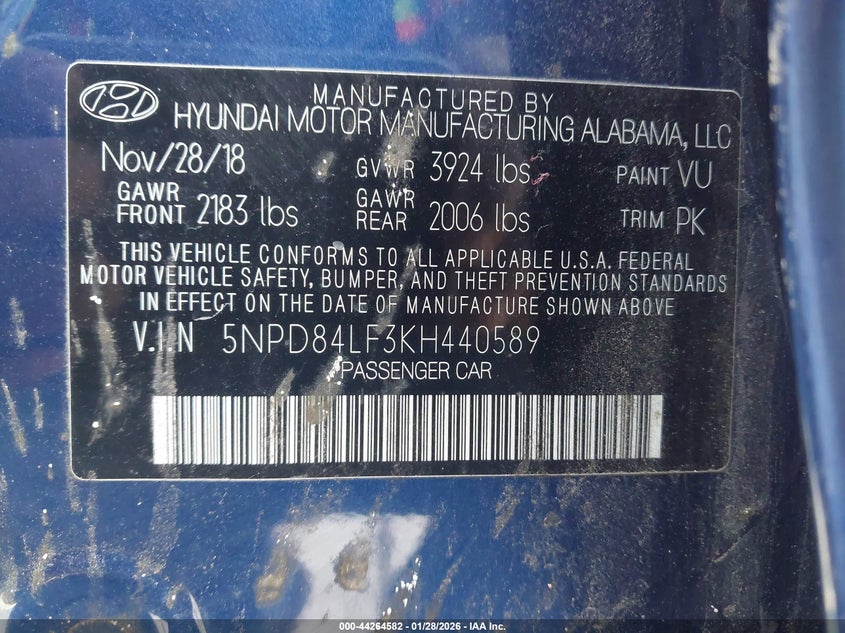 MANUFACTURED BY
HYUNDAI MOTOR MANUFACTURING ALABAMA, LLC
Nov/28/18 GVWR 3924 lbs PAINT VU
GAWR FRONT 2183 lbs GAWR REAR 2006 lbs TRIM PK
THIS VEHICLE CONFORMS TO ALL APPLICABLE U.S.A. FEDERAL
MOTOR VEHICLE SAFETY, BUMPER, AND THEFT PREVENTION STANDARDS
IN EFFECT ON THE DATE OF MANUFACTURE SHOWN ABOVE
V.I.N 5NPD84LF3KH440589
PASSENGER CAR
000-44264582 - 01/28/2026 - IAA Inc.